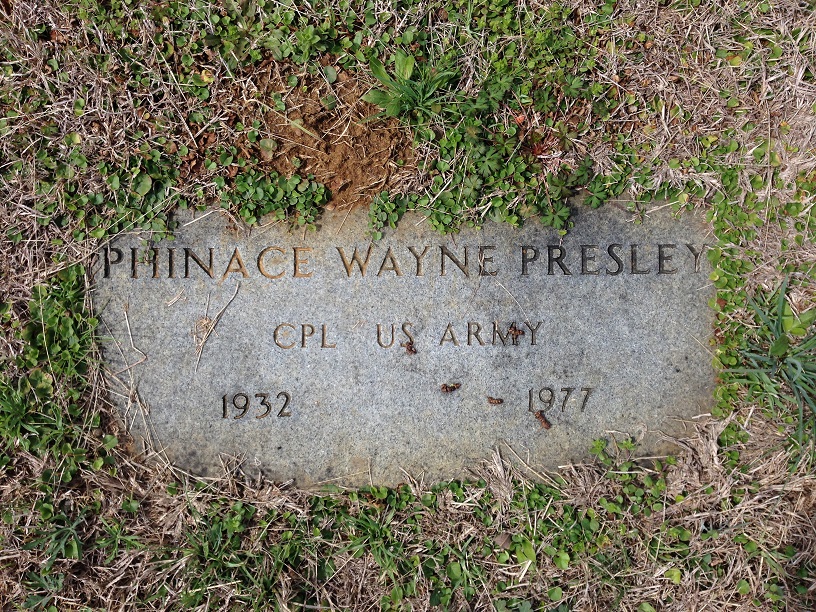 PHINACE WAYNE PRESLEY
CPL US ARMY
1932 1977